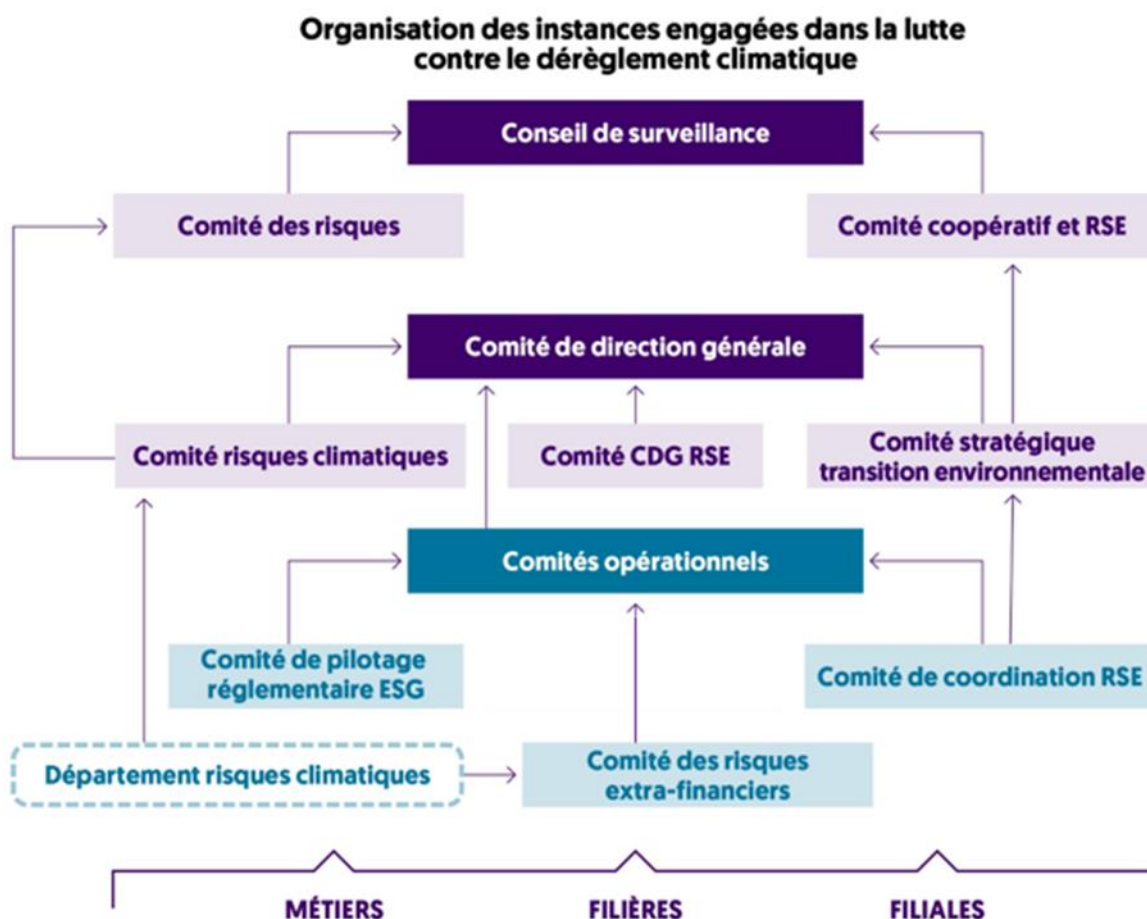 Organisation des instances engagées dans la lutte
contre le dérèglement climatique
Conseil de surveillance
Comité des risques
Comité coopératif et RSE
Comité de direction générale
Comité risques climatiques
Comité CDG RSE
Comité stratégique
transition environnementale
Comités opérationnels
Comité de pilotage
réglementaire ESG
Comité de coordination RSE
Département risques climatiques
Comité des risques
extra-financiers
MÉTIERS
FILIÈRES
FILIALES